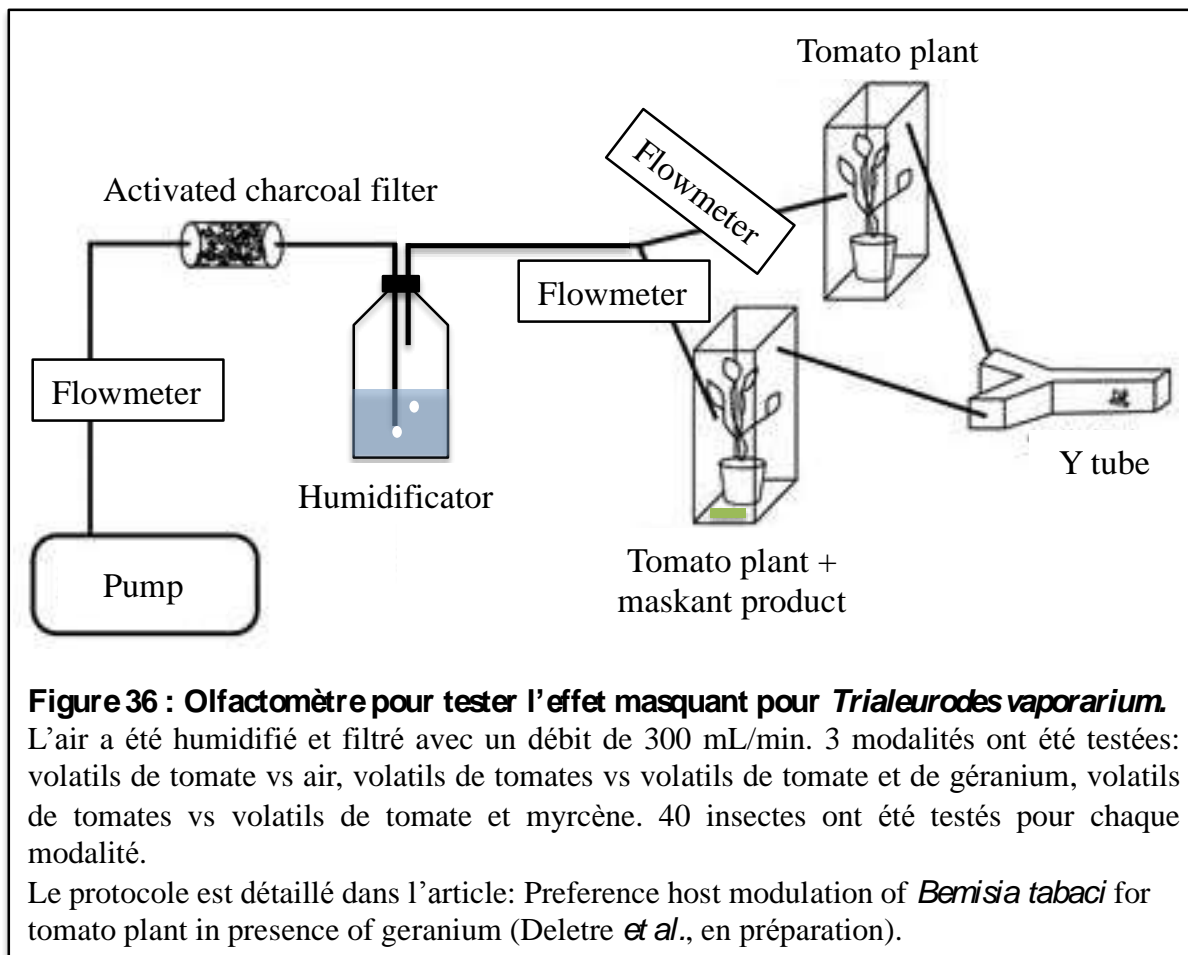 Tomato plant
Flowmeter
Activated charcoal filter
Flowmeter
Flowmeter
Humidificator
Y tube
Pump
Tomato plant +
maskant product
Figure 36 : Olfactomètre pour tester l'effet masquant pour Trialeurodes vaporarium.
L'air a été humidifié et filtré avec un débit de 300 mL/min. 3 modalités ont été testées:
volatils de tomate vs air, volatils de tomates vs volatils de tomate et de géranium, volatils
de tomates vs volatils de tomate et myrcène. 40 insectes ont été testés pour chaque
modalité.
Le protocole est détaillé dans l'article: Preference host modulation of Bemisia tabaci for
tomato plant in presence of geranium (Deletre et al., en préparation).